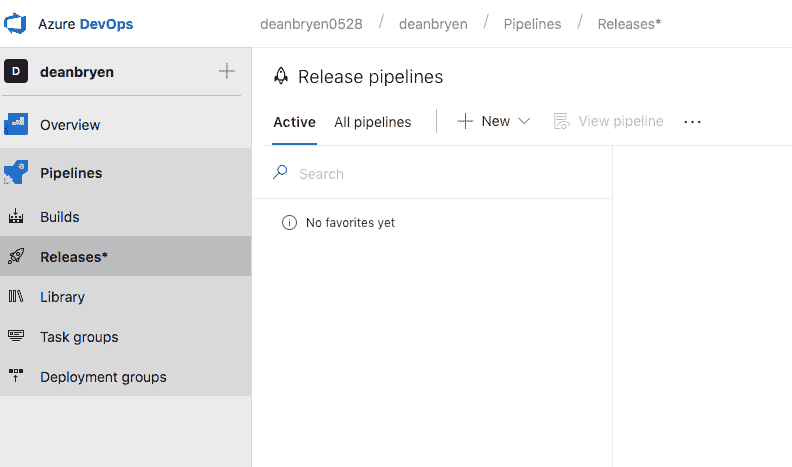 Azure DevOps
deanbryen0528 / deanbryen / Pipelines / Releases*
D deanbryen
Overview
Pipelines
Builds
Releases*
Library
Task groups
Deployment groups
Release pipelines
Active All pipelines New View pipeline ...
Search
No favorites yet